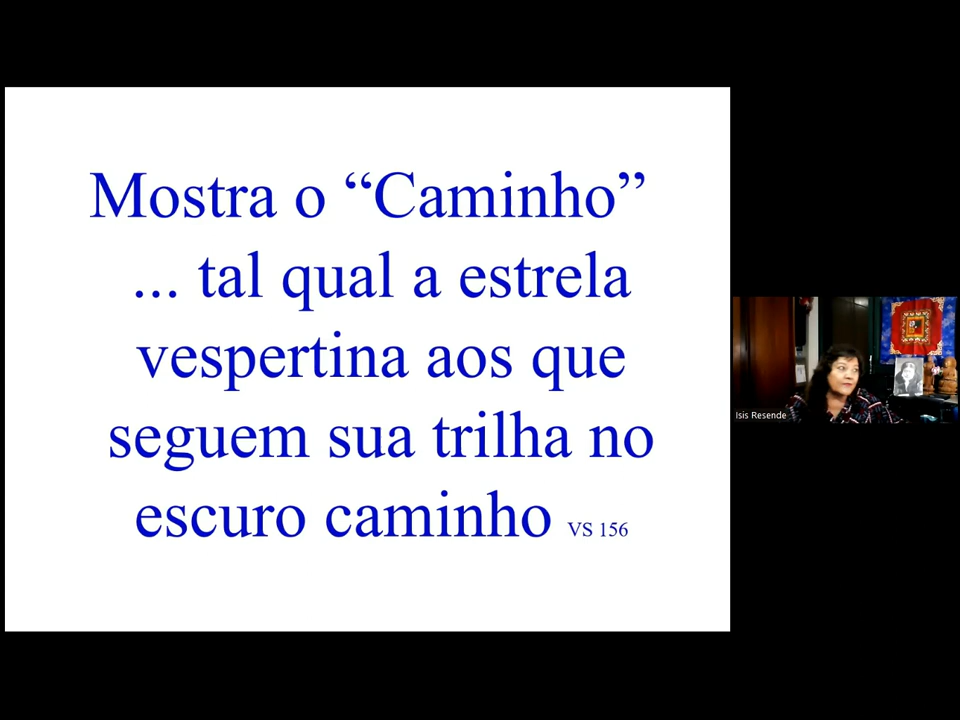 Mostra o “Caminho”
... tal qual a estrela
vespertina aos que
seguem sua trilha no
escuro caminho VS 156
Isis Resende